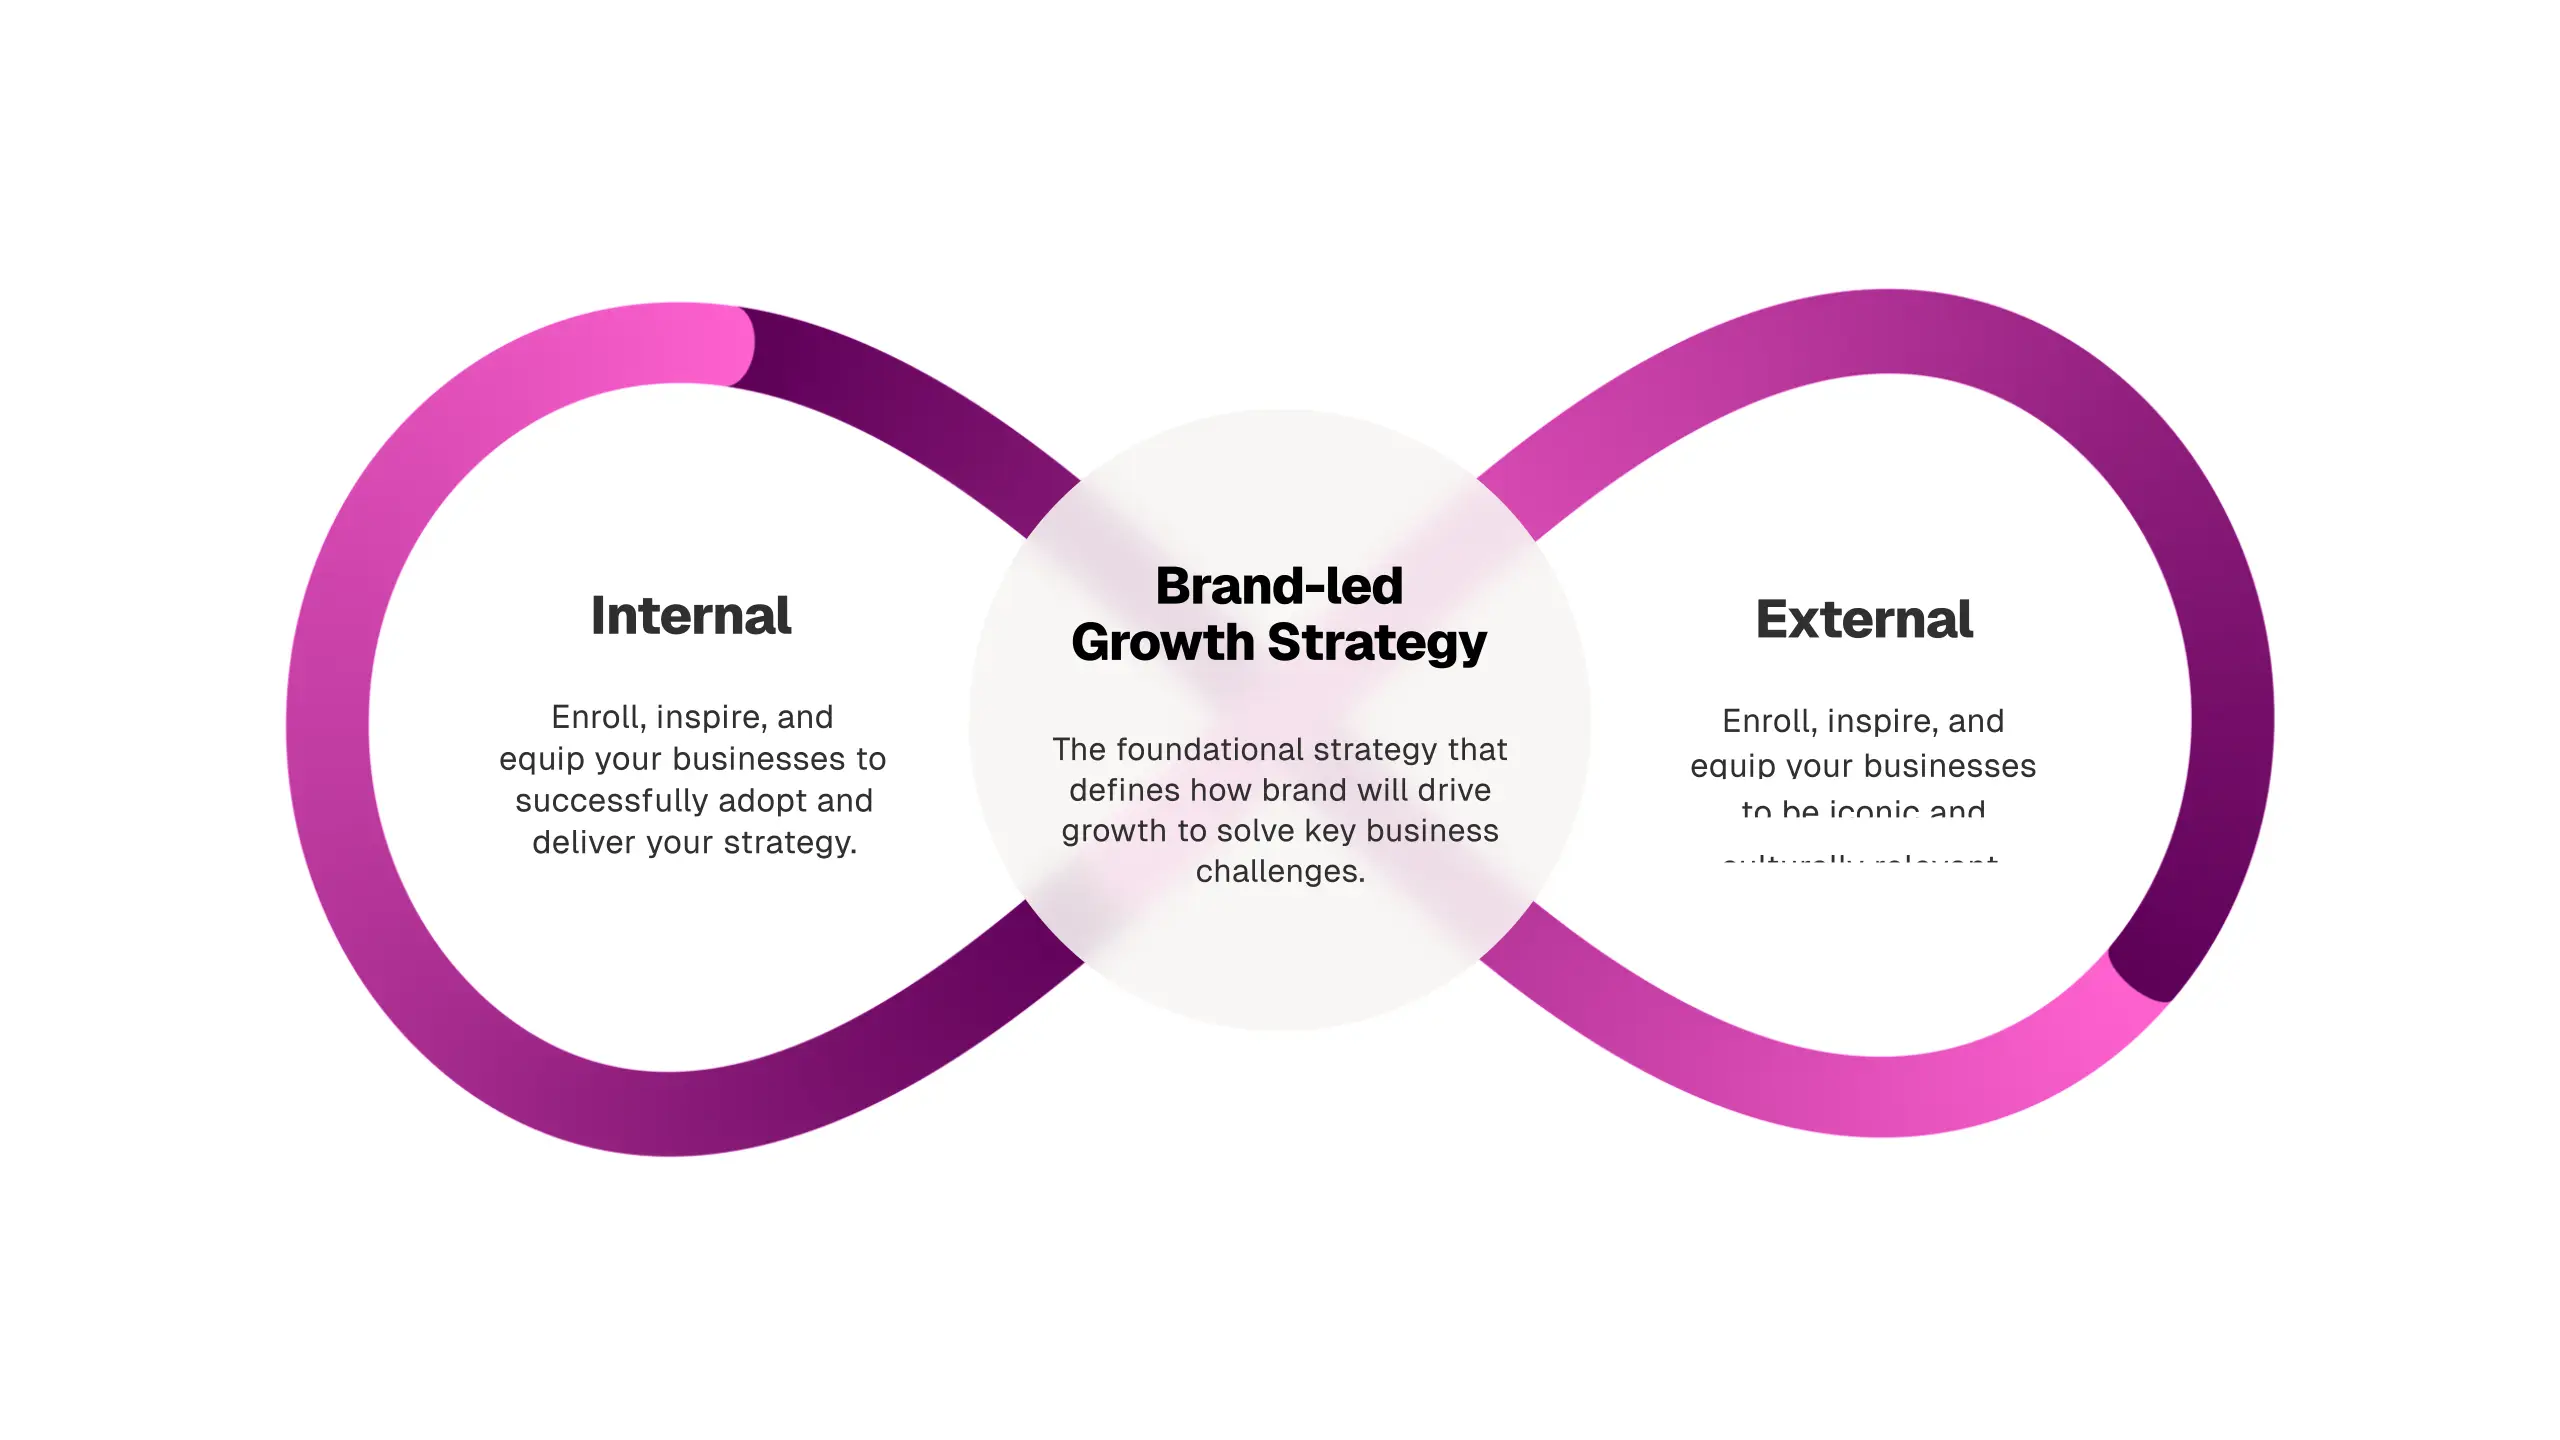 Internal
Enroll, inspire, and
equip your businesses to
successfully adopt and
deliver your strategy.
Brand-led
Growth Strategy
The foundational strategy that
defines how brand will drive
growth to solve key business
challenges.
External
Enroll, inspire, and
equip your businesses
to be iconic and
culturally relevant